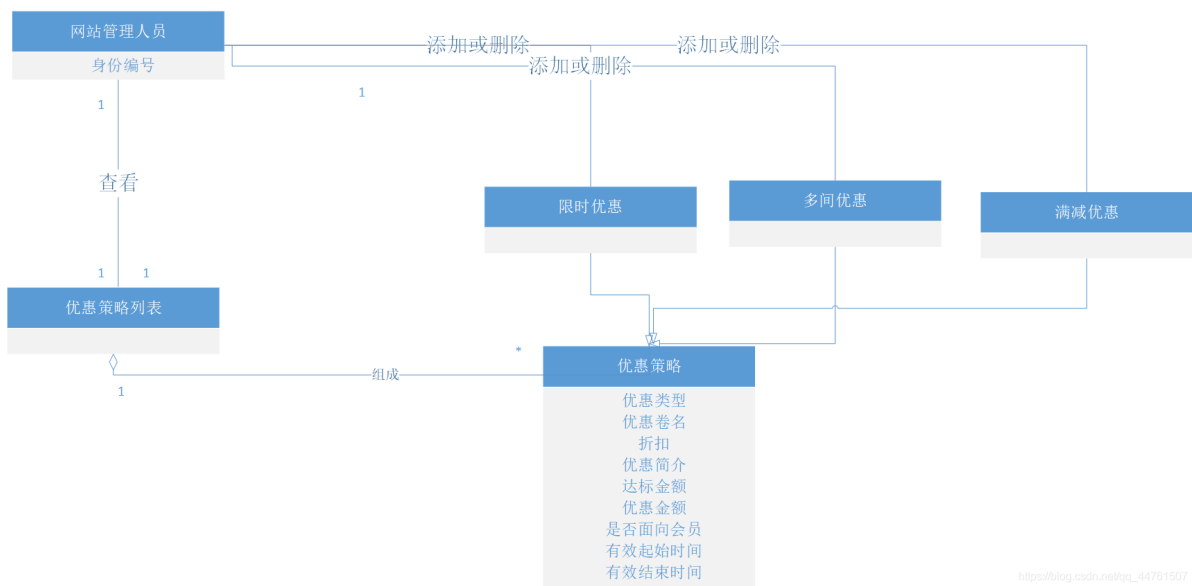 网站管理人员
身份编号
添加或删除
添加或删除
添加或删除
1
1
查看
限时优惠
多间优惠
满减优惠
1
1
优惠策略列表
*
优惠策略
组成
1
优惠类型
优惠卷名
折扣
优惠简介
达标金额
优惠金额
是否面向会员
有效起始时间
有效结束时间
https://blog.csdn.net/qq_44761507